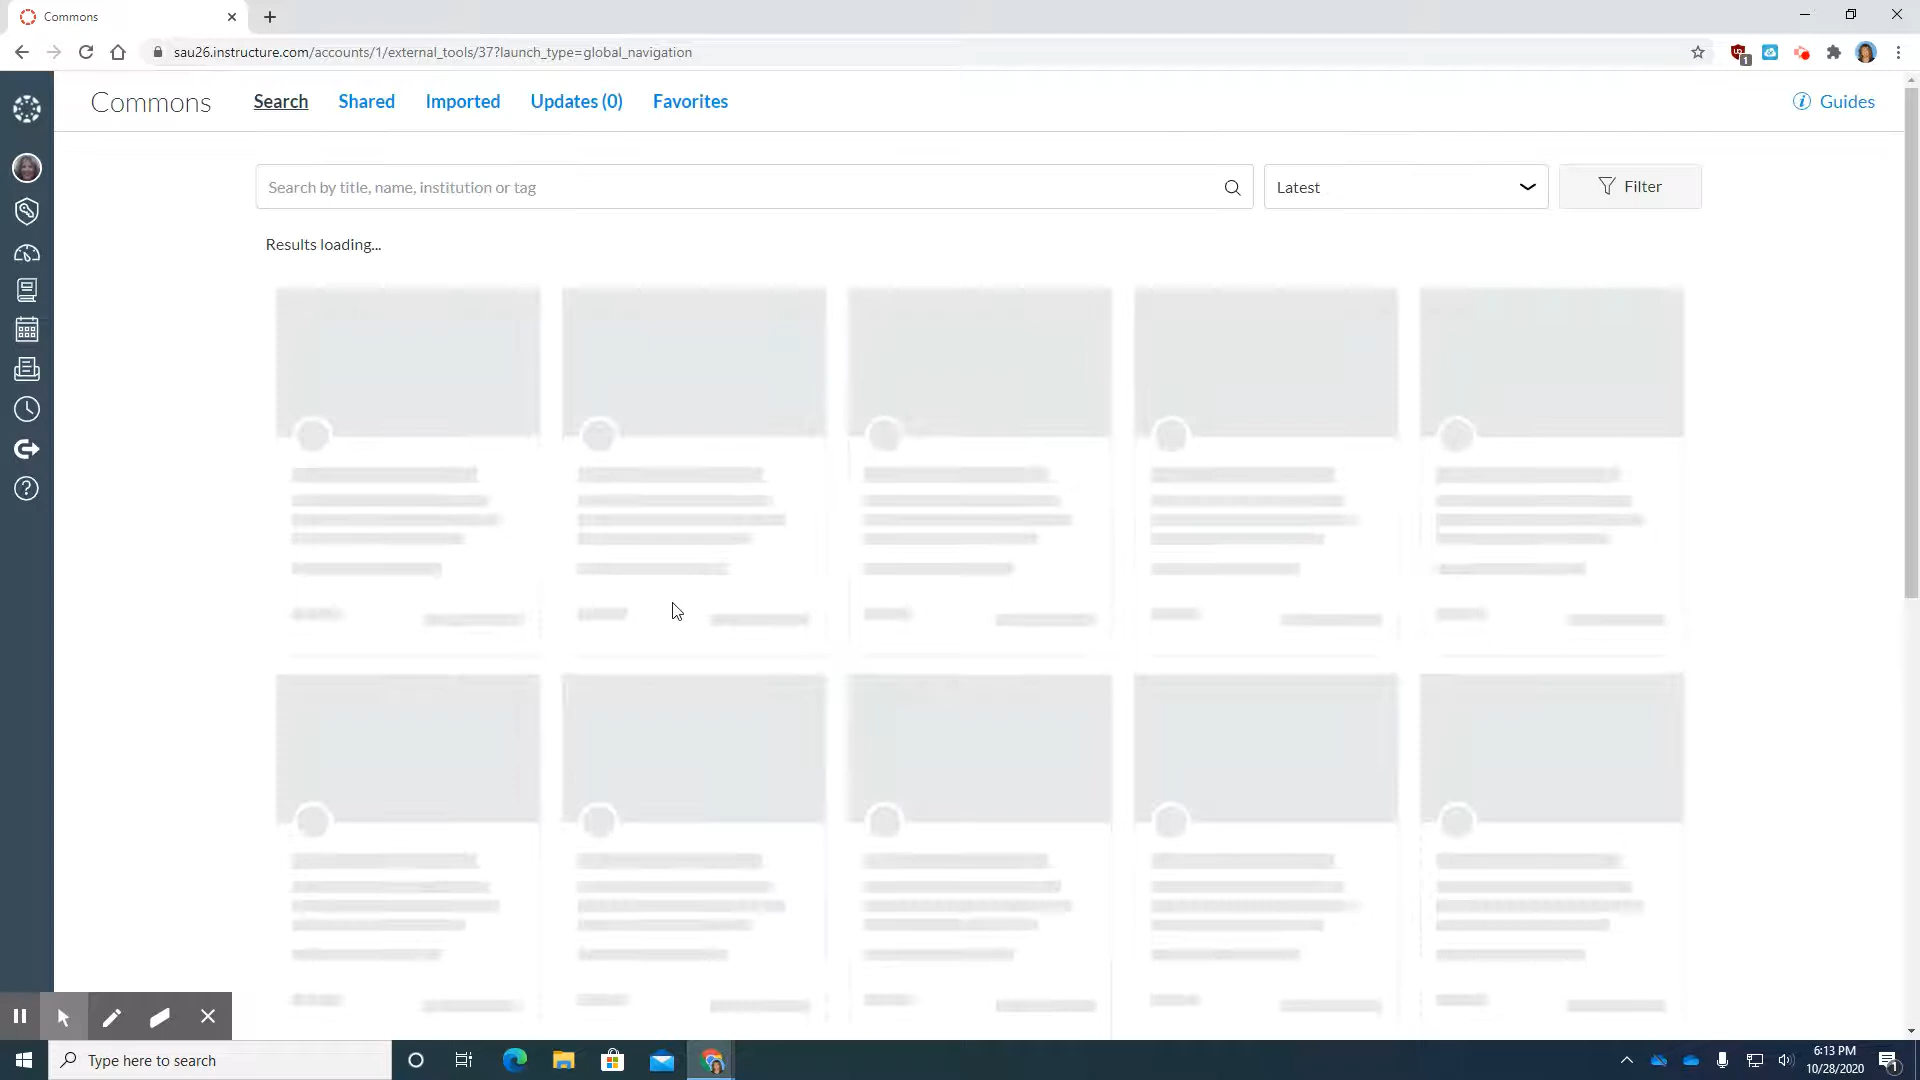 Commons
sau26.instructure.com/accounts/1/external_tools/37?launch_type=global_navigation
1
Commons Search Shared Imported Updates (0) Favorites Guides
Search by title, name, institution or tag
Latest
Filter
Results loading...
Type here to search
6:13 PM
10/28/2020
1